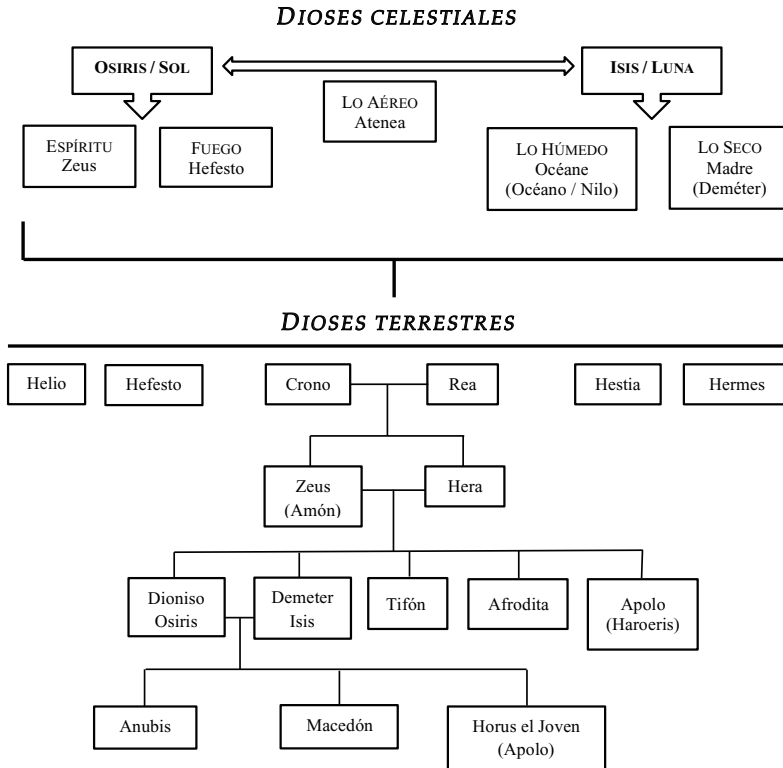 DIOSES CELESTIALES
OSIRIS / SOL
ISIS / LUNA
LO AÉREO
Atenea
ESPÍRITU
Zeus
FUEGO
Hefesto
LO HÚMEDO
Océane
(Océano / Nilo)
LO SECO
Madre
(Deméter)
DIOSES TERRESTRES
Helio
Hefesto
Crono
Rea
Hestia
Hermes
Zeus
(Amón)
Hera
Dioniso
Osiris
Demeter
Isis
Tifón
Afrodita
Apolo
(Haroeris)
Anubis
Macedón
Horus el Joven
(Apolo)